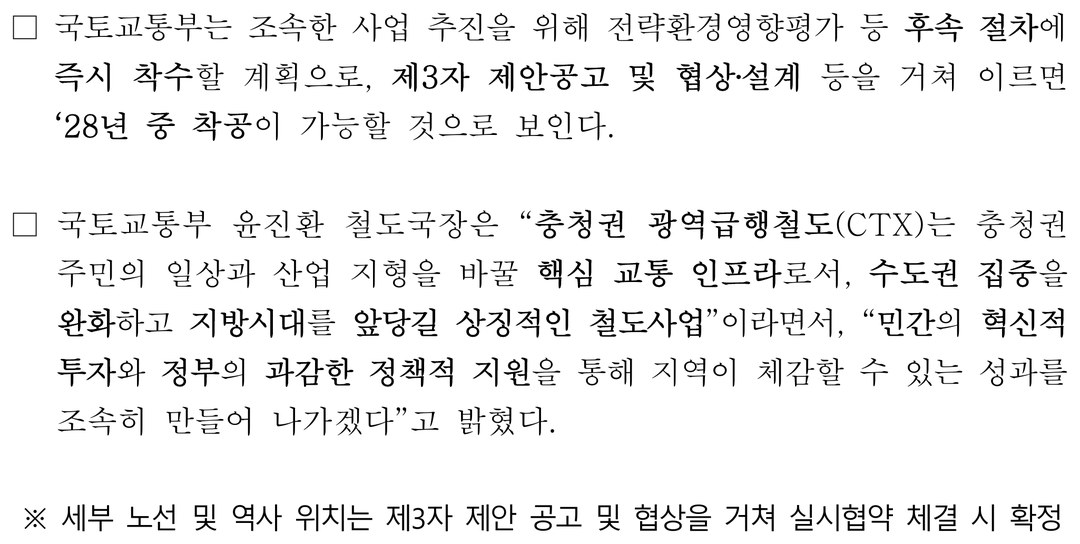 □ 국토교통부는 조속한 사업 추진을 위해 전략환경영향평가 등 후속 절차에
즉시 착수할 계획으로, 제3자 제안공고 및 협상·설계 등을 거쳐 이르면
‘28년 중 착공이 가능할 것으로 보인다.
□ 국토교통부 윤진환 철도국장은 “충청권 광역급행철도(CTX)는 충청권
주민의 일상과 산업 지형을 바꿀 핵심 교통 인프라로서, 수도권 집중을
완화하고 지방시대를 앞당길 상징적인 철도사업”이라면서, “민간의 혁신적
투자와 정부의 과감한 정책적 지원을 통해 지역이 체감할 수 있는 성과를
조속히 만들어 나가겠다”고 밝혔다.
※ 세부 노선 및 역사 위치는 제3자 제안 공고 및 협상을 거쳐 실시협약 체결 시 확정